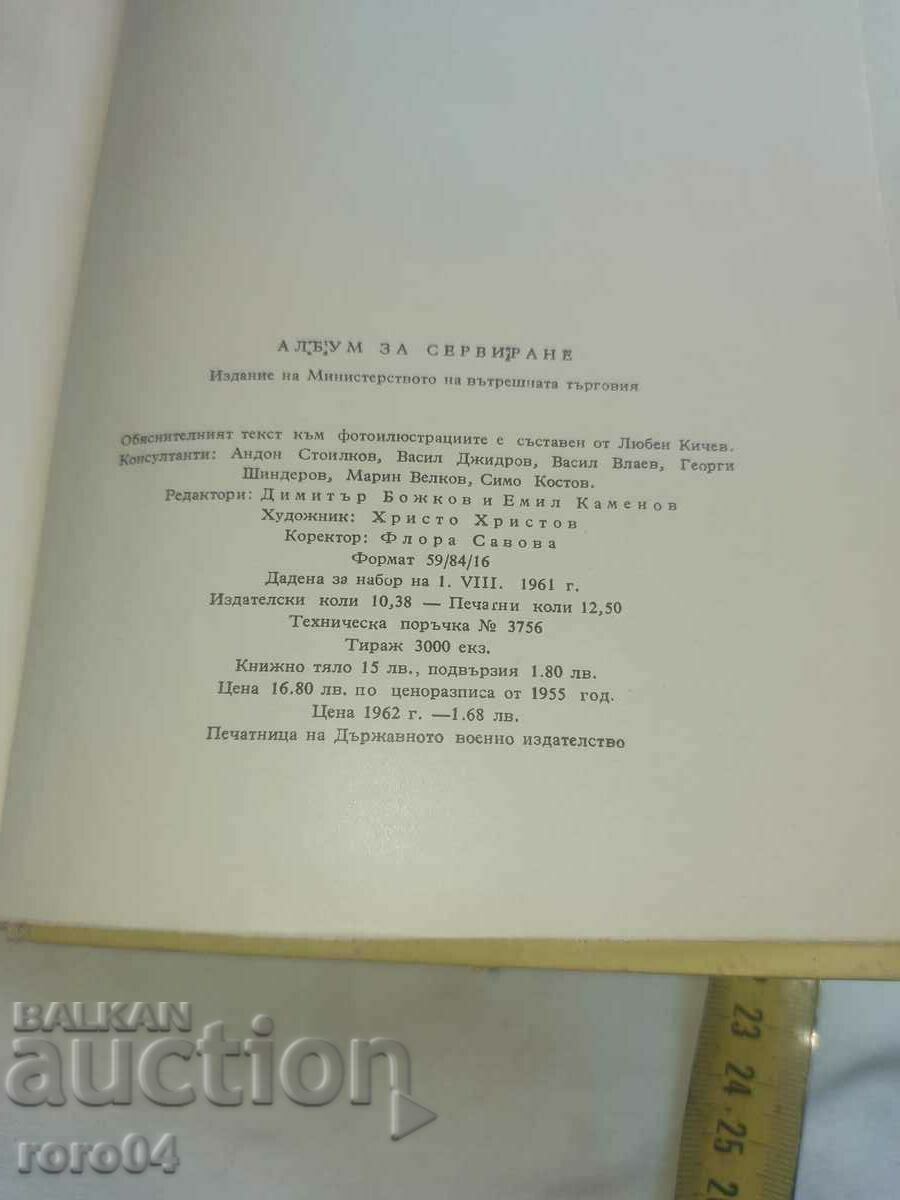 АЛБУМ ЗА СЕРВИРАНЕ
Издание на Министерството на вътрешната търговия
Обяснителният текст към фотоилюстрациите е съставен от Любен Кичев.
Консултанти: Андон Стоилков, Васил Джидров, Васил Влаев, Георги
Шиндеров, Марин Велков, Симо Костов.
Редактори: Димитър Божков и Емил Каменов
Художник: Христо Христов
Коректор: Флора Савова
Формат 59/84/16
Дадена за набор на 1. VIII. 1961 г.
Издателски коли 10,38 — Печатни коли 12,50
Техническа поръчка № 3756
Тираж 3000 екз.
Книжно тяло 15 лв., подвързия 1.80 лв.
Цена 16.80 лв. по ценоразписа от 1955 год.
Цена 1962 г. —1.68 лв.
Печатница на Държавното военно издателство
23
24
25
BALKAN
auction
roro04